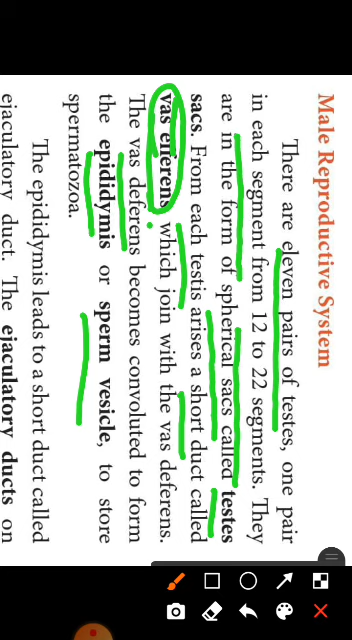 Male Reproductive System
There are eleven pairs of testes, one pair
in each segment from 12 to 22 segments. They
are in the form of spherical sacs called testes
sacs. From each testis arises a short duct called
vas efferens, which join with the vas deferens.
The vas deferens becomes convoluted to form
the epididymis or sperm vesicle, to store
spermatozoa.
The epididymis leads to a short duct called
ejaculatory duct. The ejaculatory ducts on